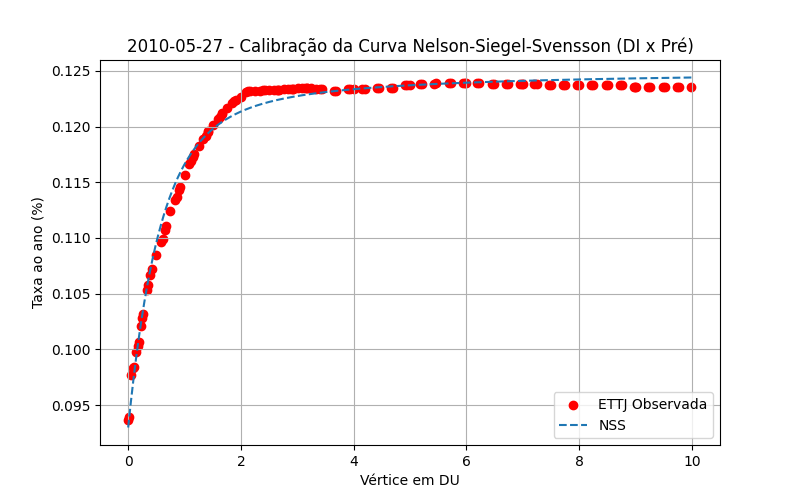 2010-05-27 - Calibração da Curva Nelson-Siegel-Svensson (DI x Pré)
0.125
0.120
0.115
0.110
0.105
0.100
0.095
Taxa ao ano (%)
ETTJ Observada
NSS
0 2 4 6 8 10
Vértice em DU